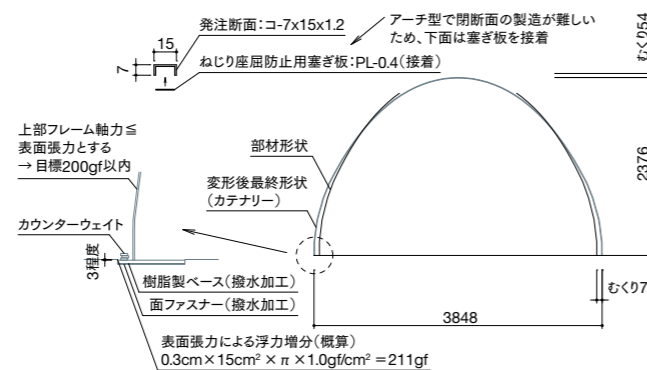 発注断面：コ-7x15x1.2
ねじり座屈防止用塞ぎ板：PL-0.4（接着）
アーチ型で閉断面の製造が難しい
ため、下面は塞ぎ板を接着
15
7
むくり54
2376
上部フレーム軸力≦
表面張力とする
→ 目標200gf以内
カウンターウェイト
3程度
部材形状
変形後最終形状
（カテナリー）
樹脂製ベース（撥水加工）
面ファスナー（撥水加工）
むくり7
3848
表面張力による浮力増分（概算）
0.3cm×15cm² × π ×1.0gf/cm² =211gf